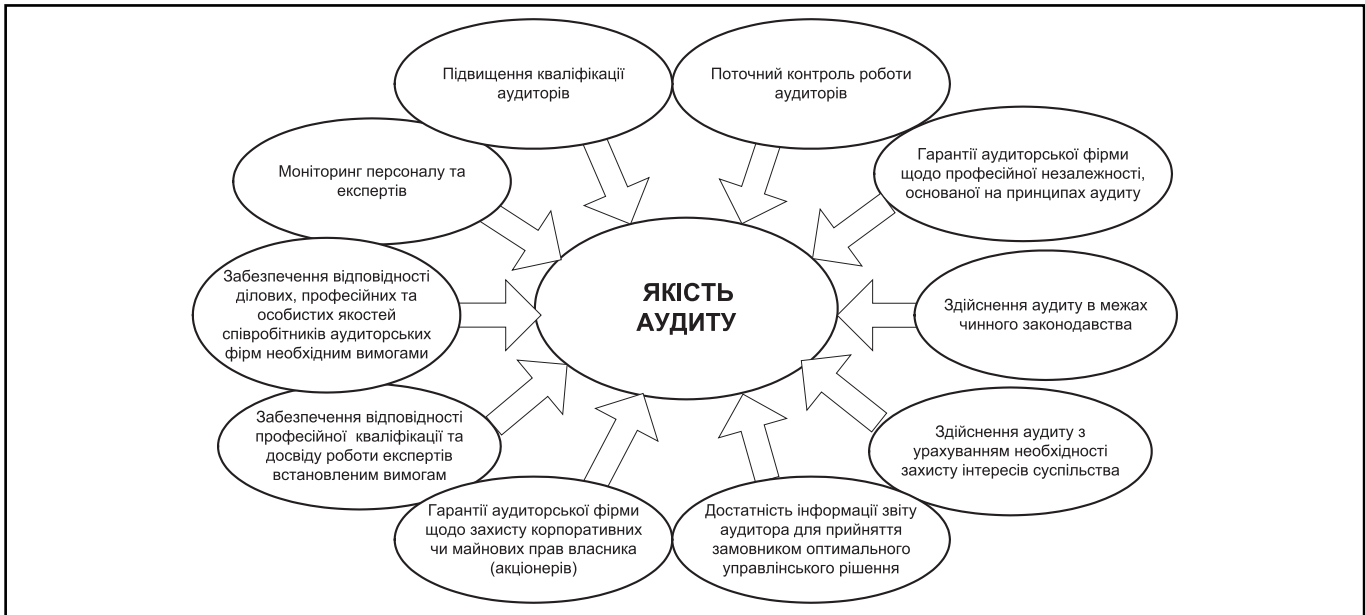 Підвищення кваліфікації
аудиторів
Поточний контроль роботи
аудиторів
Моніторинг персоналу та
експертів
Гарантії аудиторської фірми
щодо професійної незалежності,
основаної на принципах аудиту
Забезпечення відповідності
ділових, професійних та
особистих якостей
співробітників аудиторських
фірм необхідним вимогами
ЯКІСТЬ
АУДИТУ
Здійснення аудиту в межах
чинного законодавства
Забезпечення відповідності
професійної кваліфікації та
досвіду роботи експертів
встановленим вимогам
Здійснення аудиту з
урахуванням необхідності
захисту інтересів суспільства
Гарантії аудиторської фірми
щодо захисту корпоративних
чи майнових прав власника
(акціонерів)
Достатність інформації звіту
аудитора для прийняття
замовником оптимального
управлінського рішення